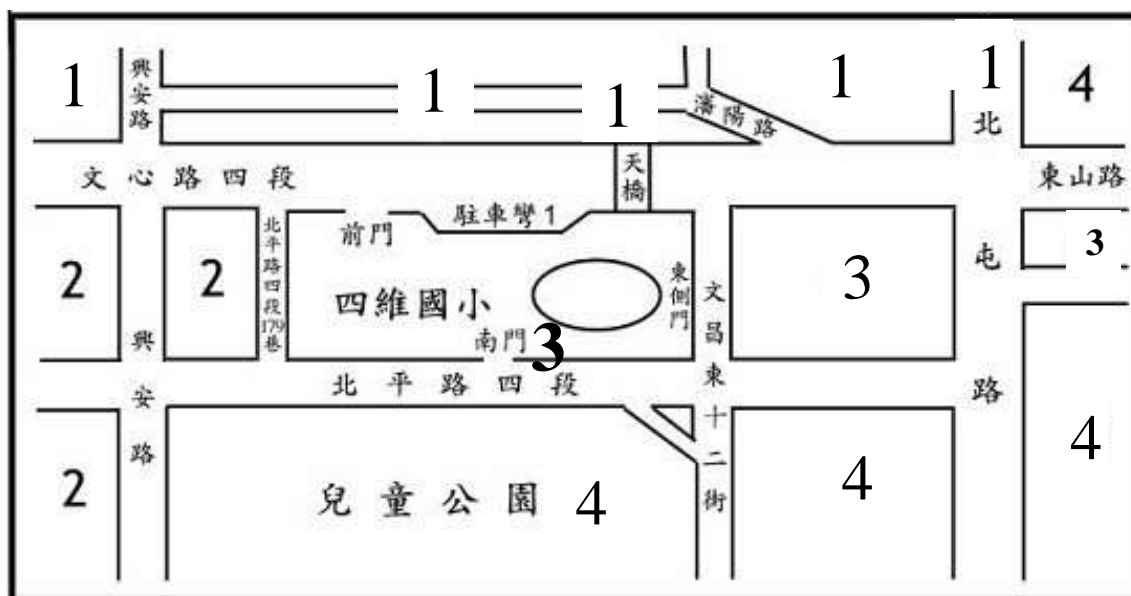 1
興安路
1
1
瀋陽路
1
1
北
4
文心路四段
天橋
東山路
2
2
北平路四段179巷
前門
駐車彎1
四維國小
南門
3
東側門
文昌東十二街
3
屯
3
興安路
北平路四段
路
2
兒童公園
4
4
4